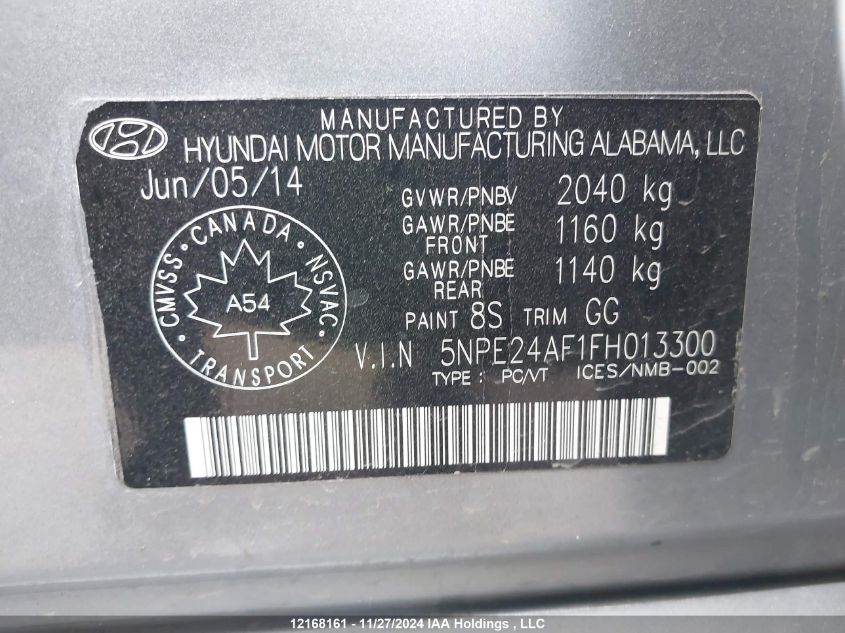 MANUFACTURED BY
HYUNDAI MOTOR MANUFACTURING ALABAMA, LLC
Jun/05/14
GVWR/PNBV 2040 kg
GAWR/PNBE FRONT 1160 kg
GAWR/PNBE REAR 1140 kg
PAINT 8S TRIM GG
CMVSS · CANADA · NSVAC
A54
TRANSPORT
V.I.N 5NPE24AF1FH013300
TYPE : PC/VT ICES/NMB-002
12168161 - 11/27/2024 IAA Holdings , LLC